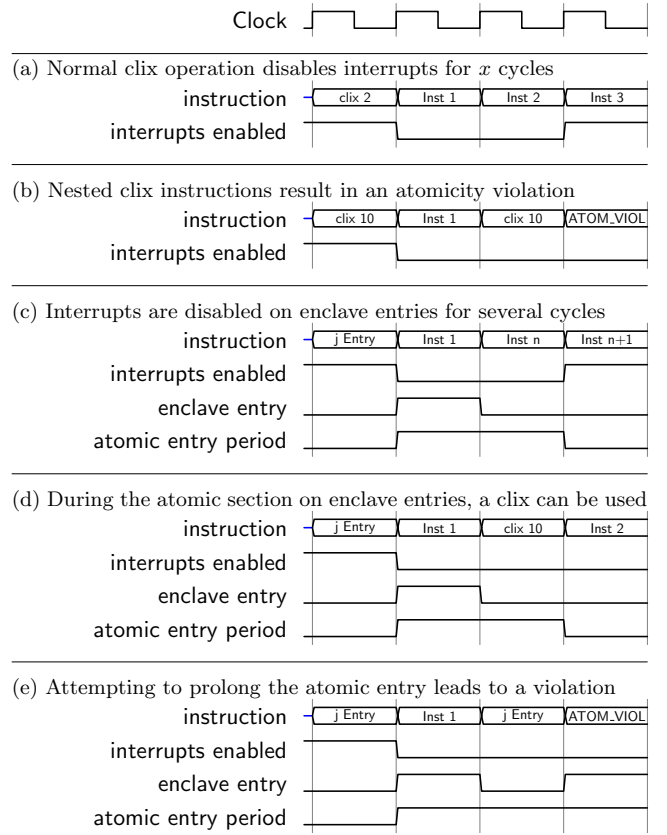 Clock
(a) Normal clix operation disables interrupts for x cycles
instruction clix 2 Inst 1 Inst 2 Inst 3
interrupts enabled
(b) Nested clix instructions result in an atomicity violation
instruction clix 10 Inst 1 clix 10 ATOM_VIOL
interrupts enabled
(c) Interrupts are disabled on enclave entries for several cycles
instruction j Entry Inst 1 Inst n Inst n+1
interrupts enabled
enclave entry
atomic entry period
(d) During the atomic section on enclave entries, a clix can be used
instruction j Entry Inst 1 clix 10 Inst 2
interrupts enabled
enclave entry
atomic entry period
(e) Attempting to prolong the atomic entry leads to a violation
instruction j Entry Inst 1 j Entry ATOM_VIOL
interrupts enabled
enclave entry
atomic entry period